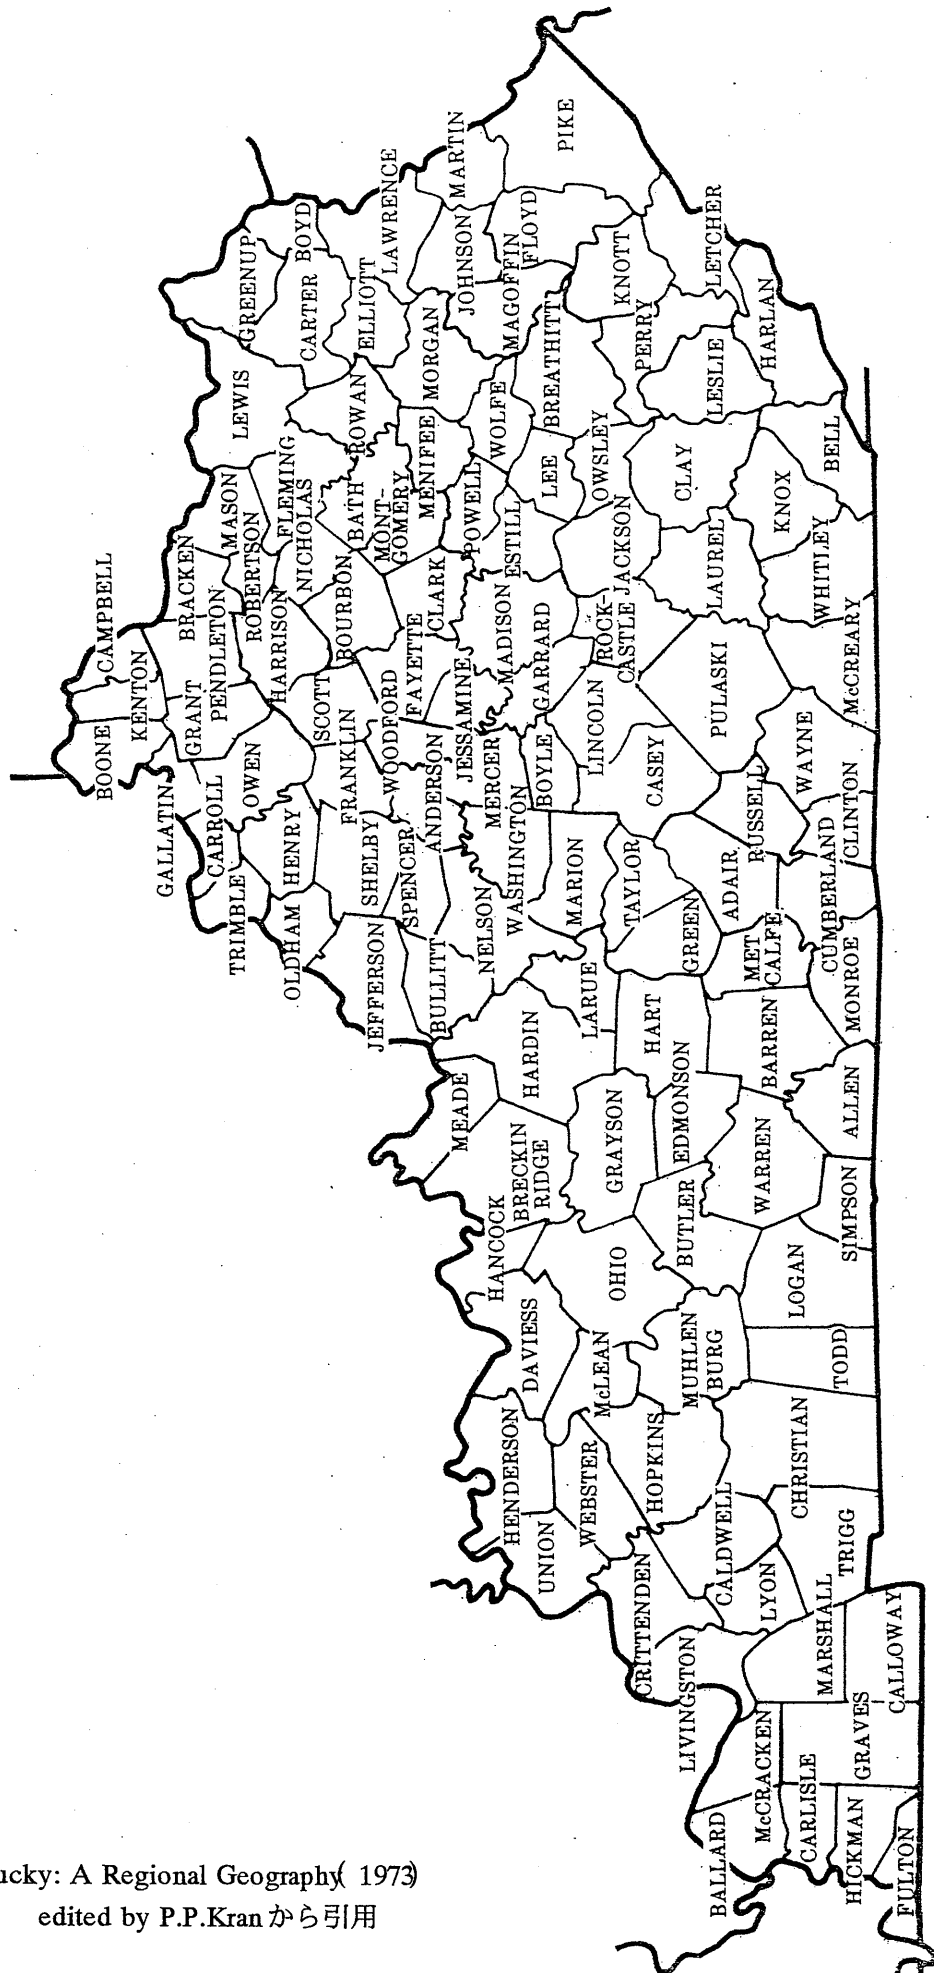 CAMPBELL
BOONE
KENTON
BRACKEN
GRANT
PENDLETON
GALLATIN
CARROLL
OWEN
TRIMBLE
HENRY
OLDHAM
MASON
ROBERTSON
LEWIS
GREENUP
FLEMING
NICHOLAS
HARRISON
SCOTT
BOURBON
FRANKLIN
SHELBY
JEFFERSON
CARTER
BOYD
ELLIOTT
LAWRENCE
ROWAN
BATH
MONT-
GOMERY
MENIFEE
MORGAN
JOHNSON
MARTIN
WOODFORD
FAYETTE
CLARK
POWELL
WOLFE
MAGOFFIN
FLOYD
PIKE
SPENCER
ANDERSON
BULLITT
NELSON
WASHINGTON
MERCER
JESSAMINE
MADISON
ESTILL
LEE
BREATHITT
KNOTT
MEADE
HARDIN
BRECKIN
RIDGE
HANCOCK
DAVIESS
HENDERSON
UNION
WEBSTER
McLEAN
OHIO
GRAYSON
LARUE
MARION
BOYLE
GARRARD
LINCOLN
CASEY
ROCK-
CASTLE
JACKSON
OWSLEY
PERRY
LETCHER
LESLIE
HARLAN
CLAY
LAUREL
KNOX
BELL
WHITLEY
McCREARY
PULASKI
WAYNE
RUSSELL
CLINTON
CUMBERLAND
ADAIR
TAYLOR
GREEN
MET
CALFE
MONROE
HART
BARREN
EDMONSON
ALLEN
WARREN
BUTLER
SIMPSON
LOGAN
MUHLEN
BURG
TODD
HOPKINS
CHRISTIAN
CALDWELL
CRITTENDEN
LYON
TRIGG
LIVINGSTON
MARSHALL
CALLOWAY
McCRACKEN
GRAVES
BALLARD
CARLISLE
HICKMAN
FULTON
ucky: A Regional Geography( 1973)
edited by P.P.Kranから引用